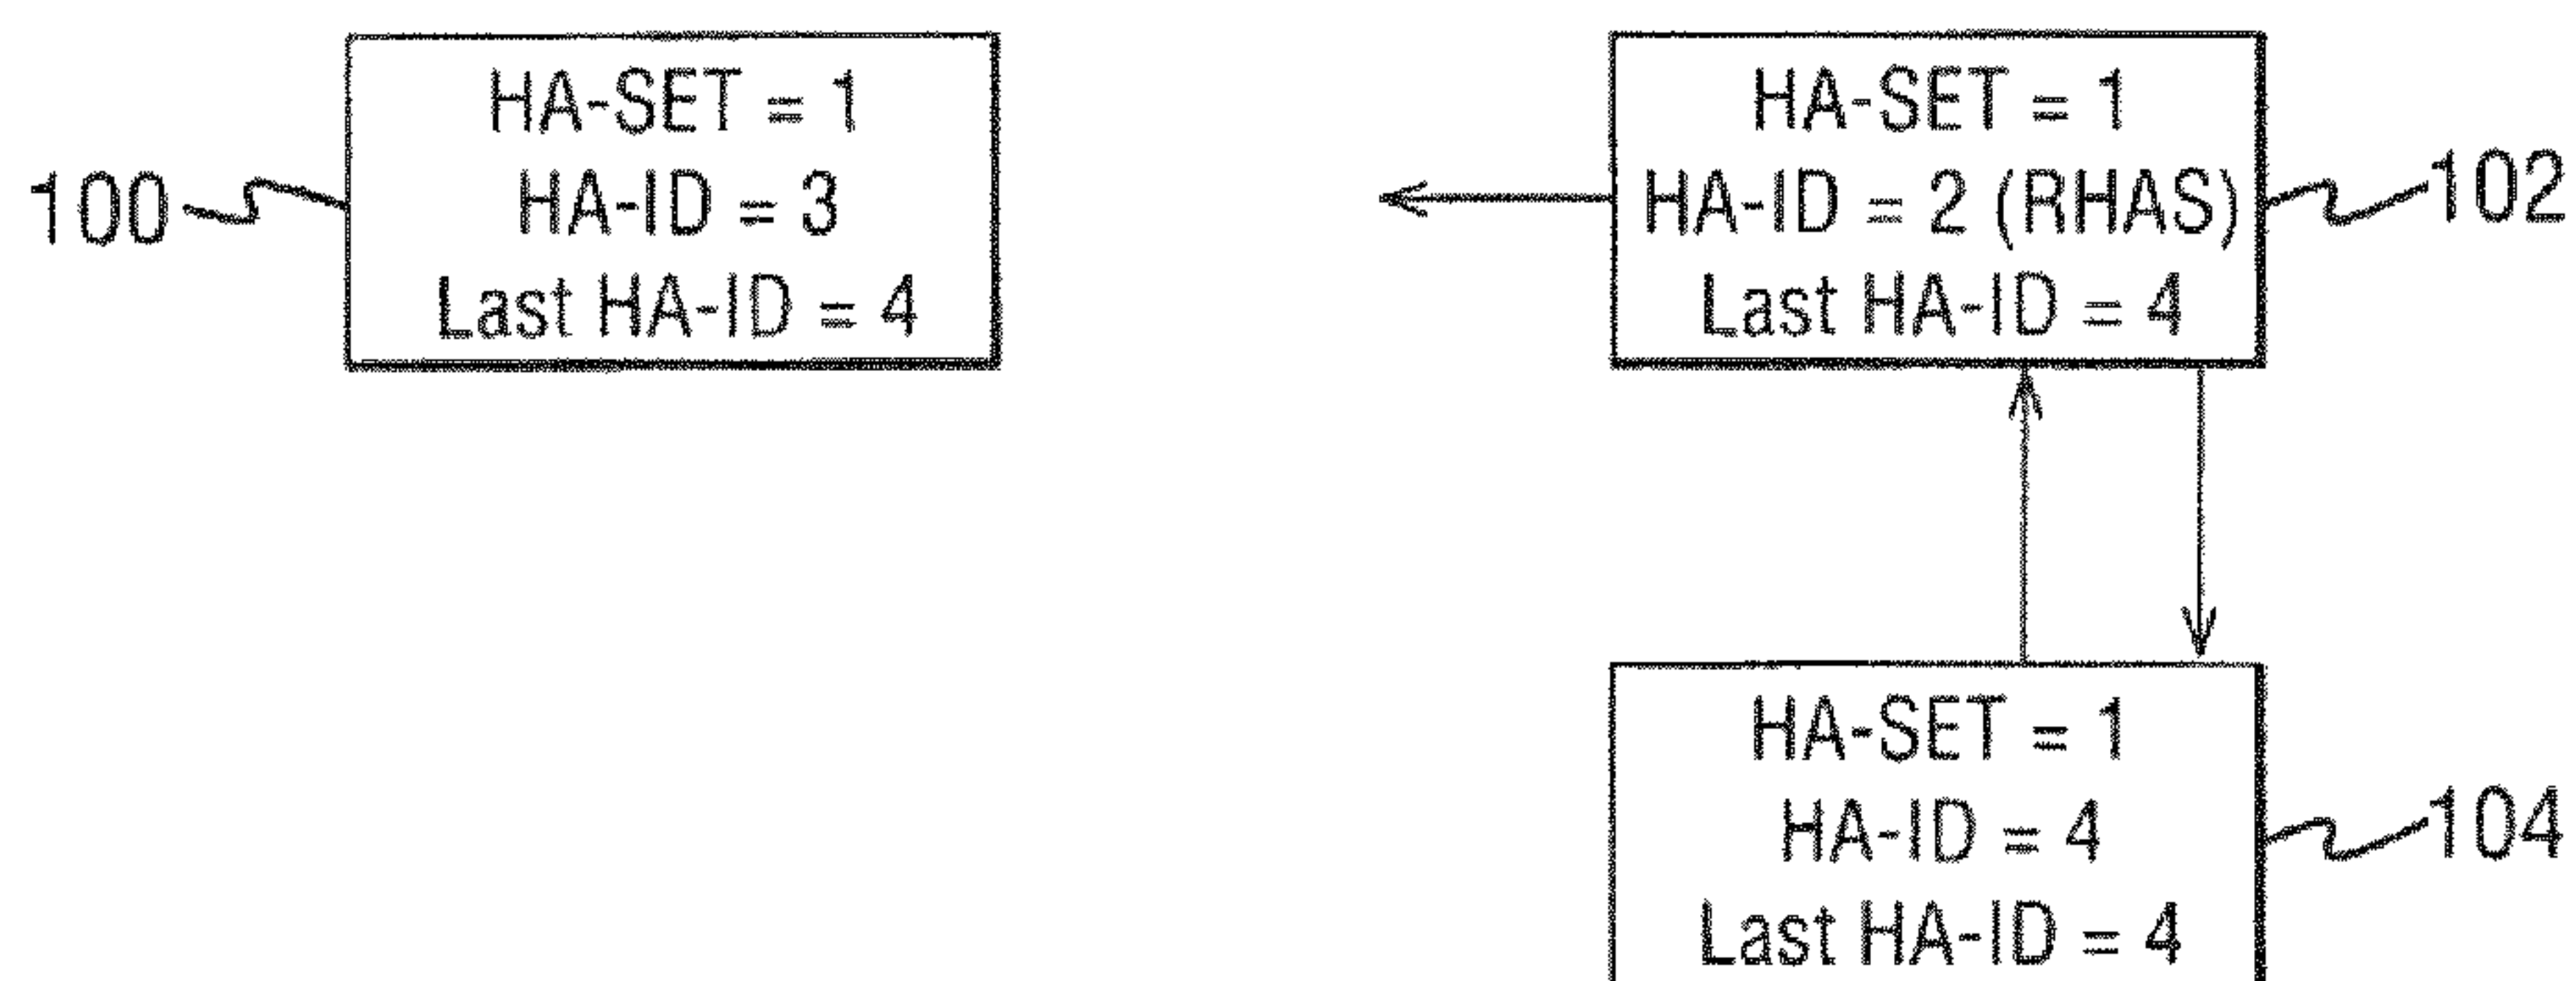 HA-SET = 1
100
HA-ID = 3
Last HA-ID = 4
HA-SET = 1
HA-ID = 2 (RHAS)
102
Last HA-ID = 4
HA-SET = 1
HA-ID = 4
104
Last HA-ID = 4